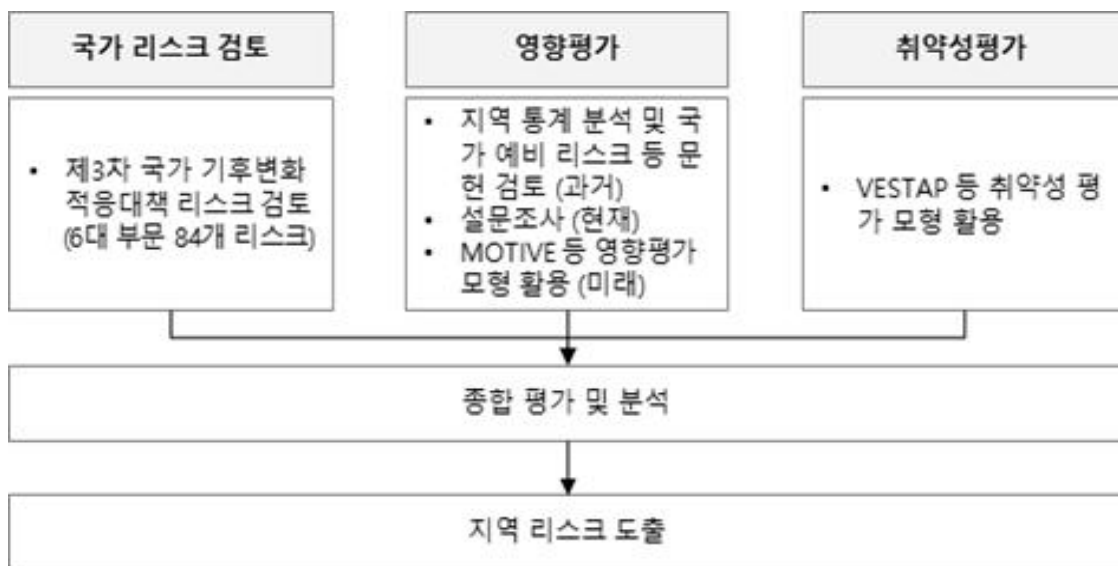 국가 리스크 검토
• 제3자 국가 기후변화
적응대책 리스크 검토
(6대 부문 84개 리스크)
영향평가
• 지역 통계 분석 및 국
가 예비 리스크 등 문
헌 검토 (과거)
• 설문조사 (현재)
• MOTIVE 등 영향평가
모형 활용 (미래)
취약성평가
• VESTAP 등 취약성 평
가 모형 활용
종합 평가 및 분석
지역 리스크 도출